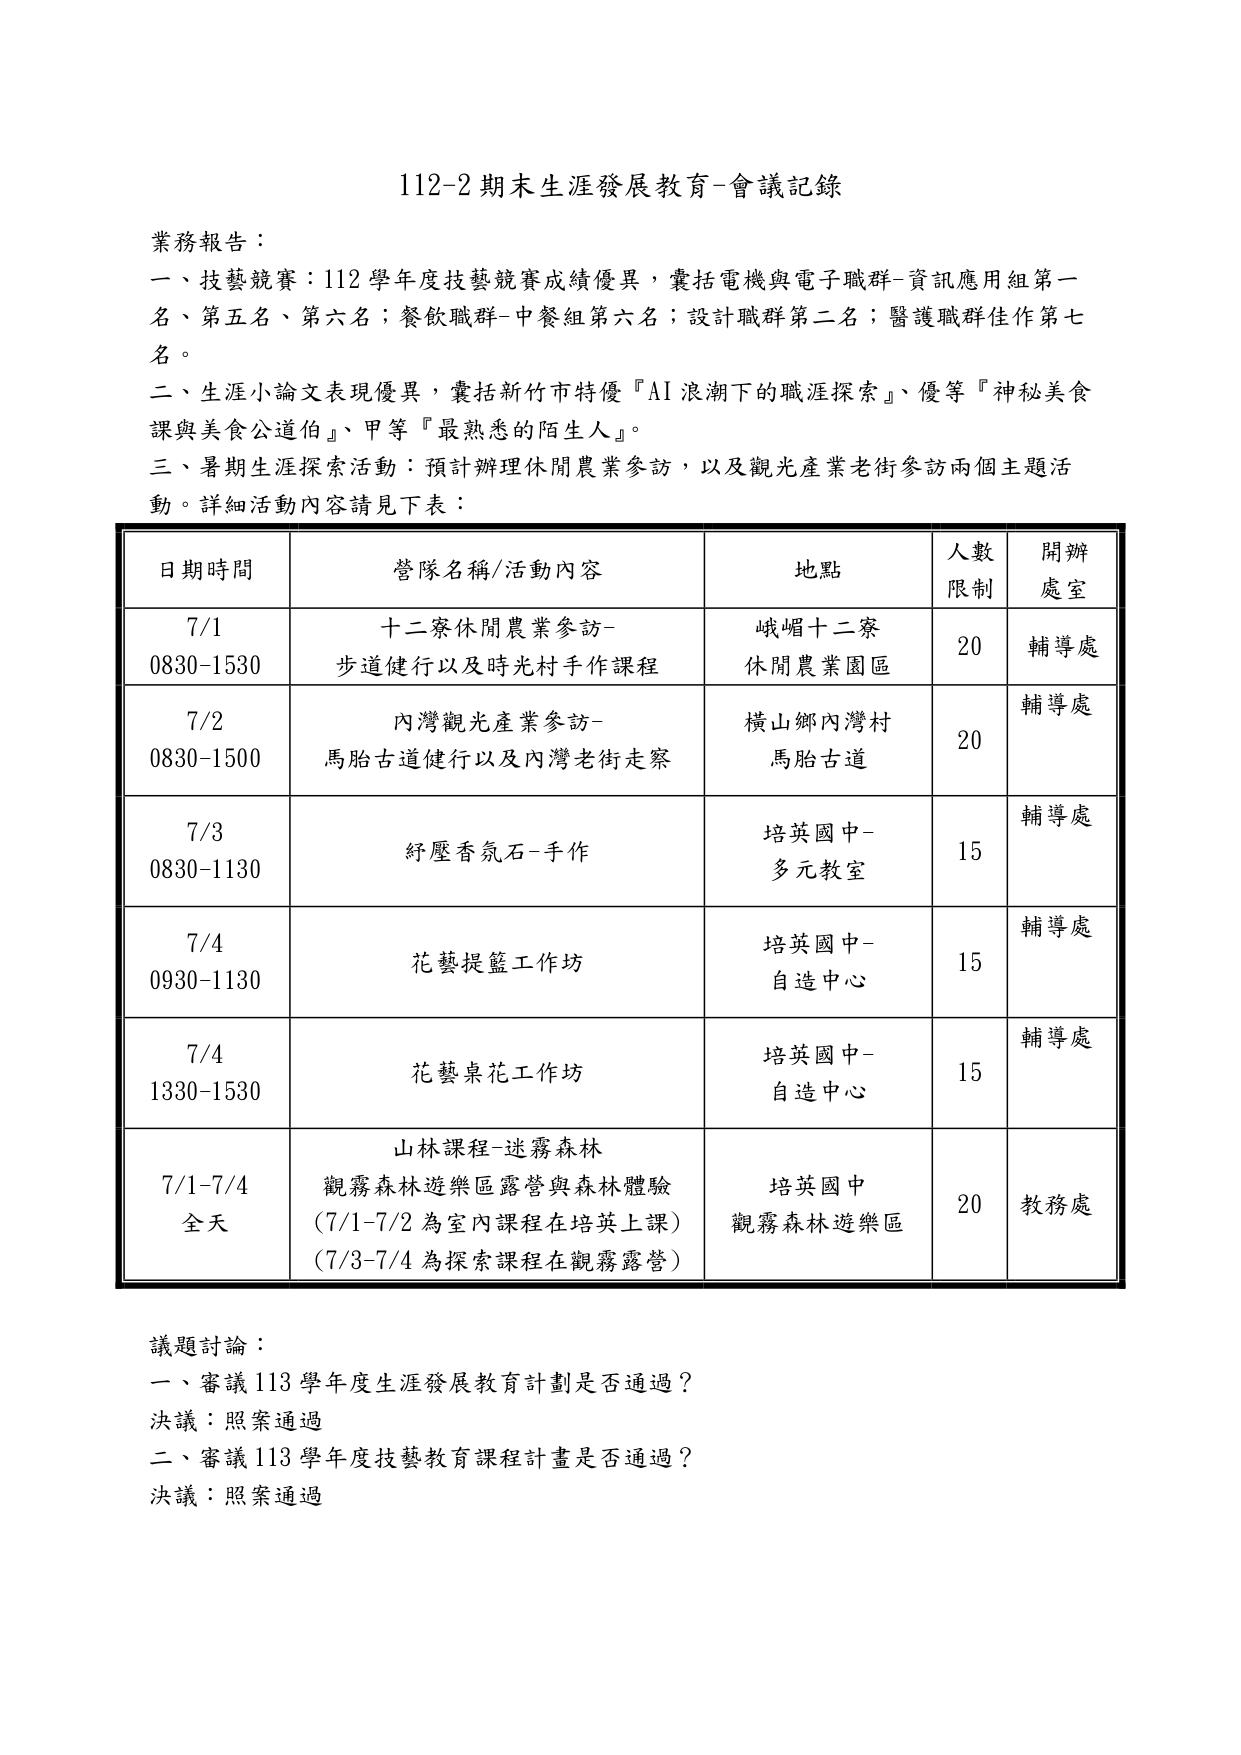 112-2 期末生涯發展教育-會議記錄
業務報告：
一、技藝競賽：112 學年度技藝競賽成績優異，囊括電機與電子職群-資訊應用組第一
名、第五名、第六名；餐飲職群-中餐組第六名；設計職群第二名；醫護職群佳作第七
名。
二、生涯小論文表現優異，囊括新竹市特優『AI 浪潮下的職涯探索』、優等『神秘美食
課與美食公道伯』、甲等『最熟悉的陌生人』。
三、暑期生涯探索活動：預計辦理休閒農業參訪，以及觀光產業老街參訪兩個主題活
動。詳細活動內容請見下表：
日期時間 營隊名稱/活動內容 地點 人數 開辦
限制 處室
7/1 十二寮休閒農業參訪- 峨嵋十二寮 20 輔導處
0830-1530 步道健行以及時光村手作課程 休閒農業園區
7/2 內灣觀光產業參訪- 橫山鄉內灣村 20 輔導處
0830-1500 馬胎古道健行以及內灣老街走察 馬胎古道
7/3 紓壓香氛石-手作 培英國中- 15 輔導處
0830-1130 多元教室
7/4 花藝提籃工作坊 培英國中- 15 輔導處
0930-1130 自造中心
7/4 花藝桌花工作坊 培英國中- 15 輔導處
1330-1530 自造中心
7/1-7/4 山林課程-迷霧森林 培英國中 20 教務處
全天 觀霧森林遊樂區露營與森林體驗 觀霧森林遊樂區
(7/1-7/2 為室內課程在培英上課)
(7/3-7/4 為探索課程在觀霧露營)
議題討論：
一、審議 113 學年度生涯發展教育計劃是否通過？
決議：照案通過
二、審議 113 學年度技藝教育課程計畫是否通過？
決議：照案通過